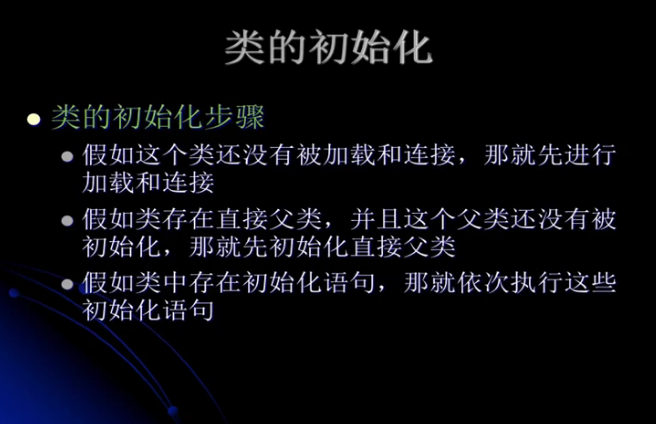 类的初始化
类的初始化步骤
假如这个类还没有被加载和连接，那就先进行
加载和连接
假如类存在直接父类，并且这个父类还没有被
初始化，那就先初始化直接父类
假如类中存在初始化语句，那就依次执行这些
初始化语句